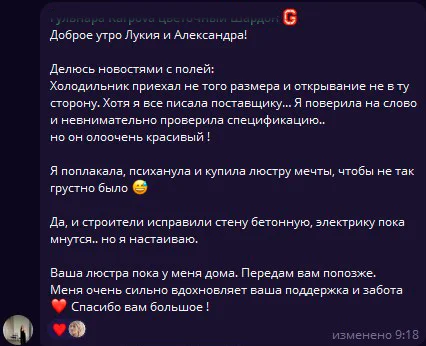 Гульнара Karpova цветочный Шардон G
Доброе утро Лукия и Александра!
Делюсь новостями с полей:
Холодильник приехал не того размера и открывание не в ту
сторону. Хотя я все писала поставщику... Я поверила на слово
и невнимательно проверила спецификацию..
но он олоочень красивый !
Я поплакала, психанула и купила люстру мечты, чтобы не так
грустно было 😅
Да, и строители исправили стену бетонную, электрику пока
мнутся.. но я настаиваю.
Ваша люстра пока у меня дома. Передам вам попозже.
Меня очень сильно вдохновляет ваша поддержка и забота
❤️ Спасибо вам большое !
изменено 9:18